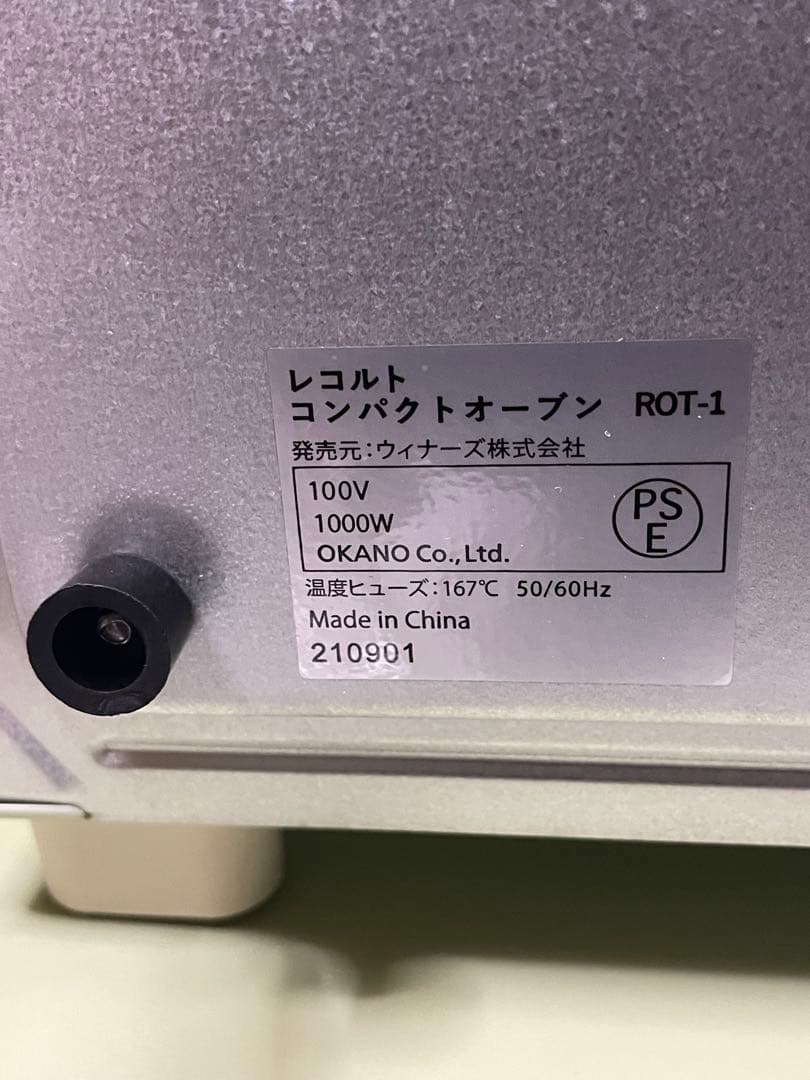 レコルト
コンパクトオーブン ROT-1
発売元:ウィナーズ株式会社
100V
1000W
OKANO Co.,Ltd.
PS
E
温度ヒューズ:167℃ 50/60Hz
Made in China
210901